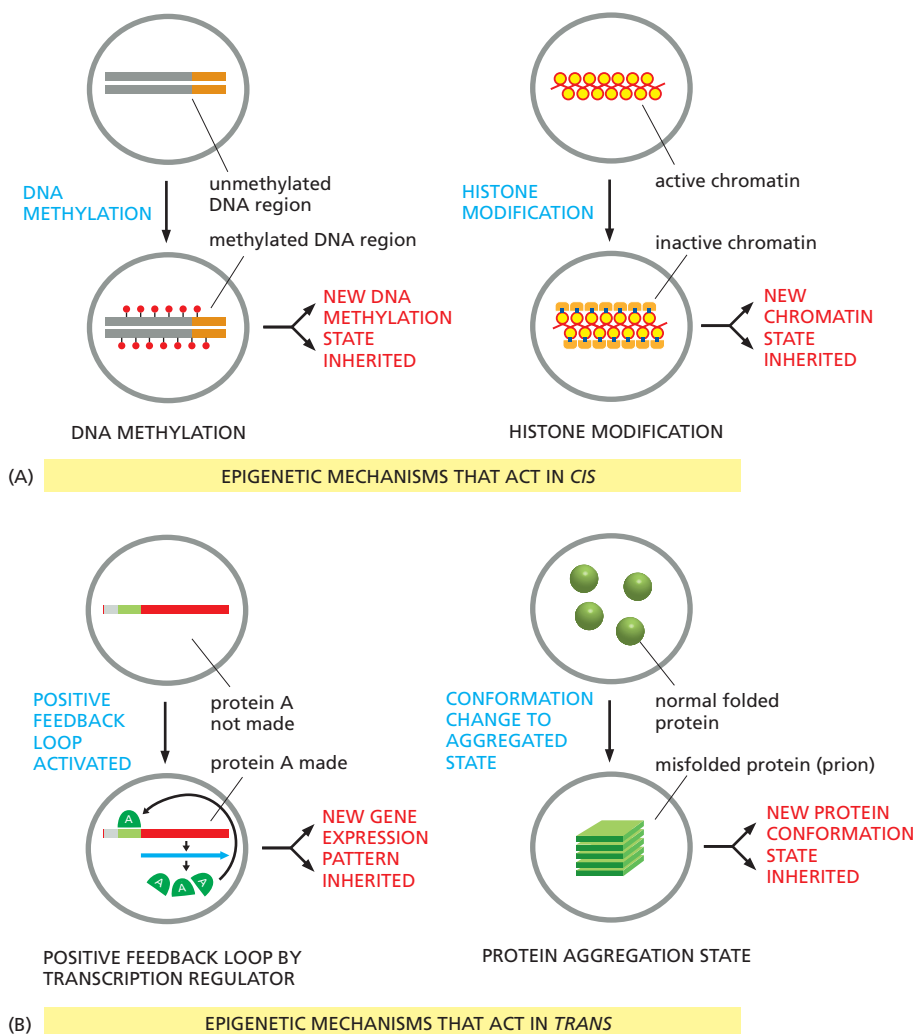 DNA
METHYLATION
unmethylated
DNA region
methylated DNA region
NEW DNA
METHYLATION
STATE
INHERITED
DNA METHYLATION
HISTONE
MODIFICATION
active chromatin
inactive chromatin
NEW
CHROMATIN
STATE
INHERITED
HISTONE MODIFICATION
(A) EPIGENETIC MECHANISMS THAT ACT IN CIS
POSITIVE
FEEDBACK
LOOP
ACTIVATED
protein A
not made
protein A made
A
A
A
A
NEW GENE
EXPRESSION
PATTERN
INHERITED
POSITIVE FEEDBACK LOOP BY
TRANSCRIPTION REGULATOR
CONFORMATION
CHANGE TO
AGGREGATED
STATE
normal folded
protein
misfolded protein (prion)
NEW PROTEIN
CONFORMATION
STATE
INHERITED
PROTEIN AGGREGATION STATE
(B) EPIGENETIC MECHANISMS THAT ACT IN TRANS